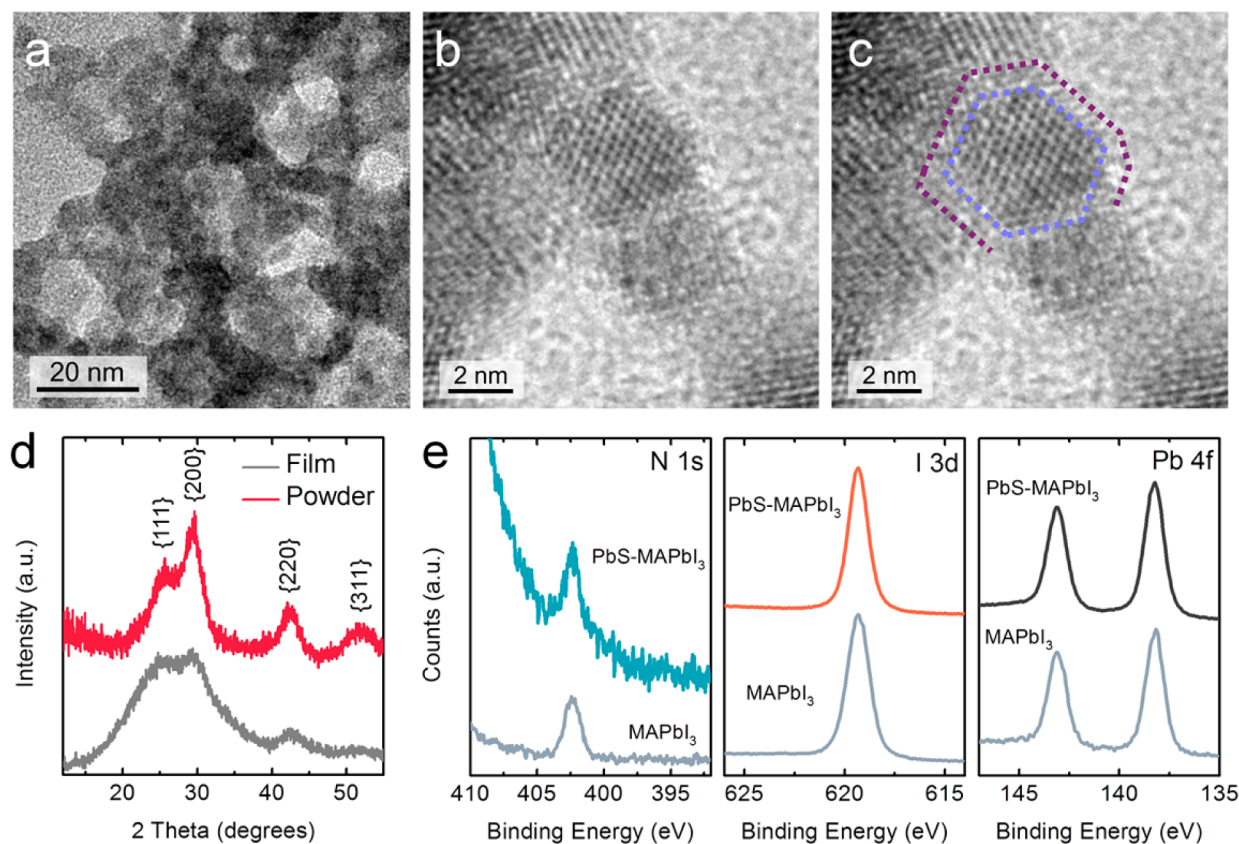 a
20 nm
b
2 nm
c
2 nm
d
Film
Powder
{111}
{200}
{220}
{311}
Intensity (a.u.)
20 30 40 50
2 Theta (degrees)
e
N 1s
PbS-MAPbI₃
MAPbI₃
Counts (a.u.)
410 405 400 395
Binding Energy (eV)
I 3d
PbS-MAPbI₃
MAPbI₃
625 620 615
Binding Energy (eV)
Pb 4f
PbS-MAPbI₃
MAPbI₃
145 140 135
Binding Energy (eV)